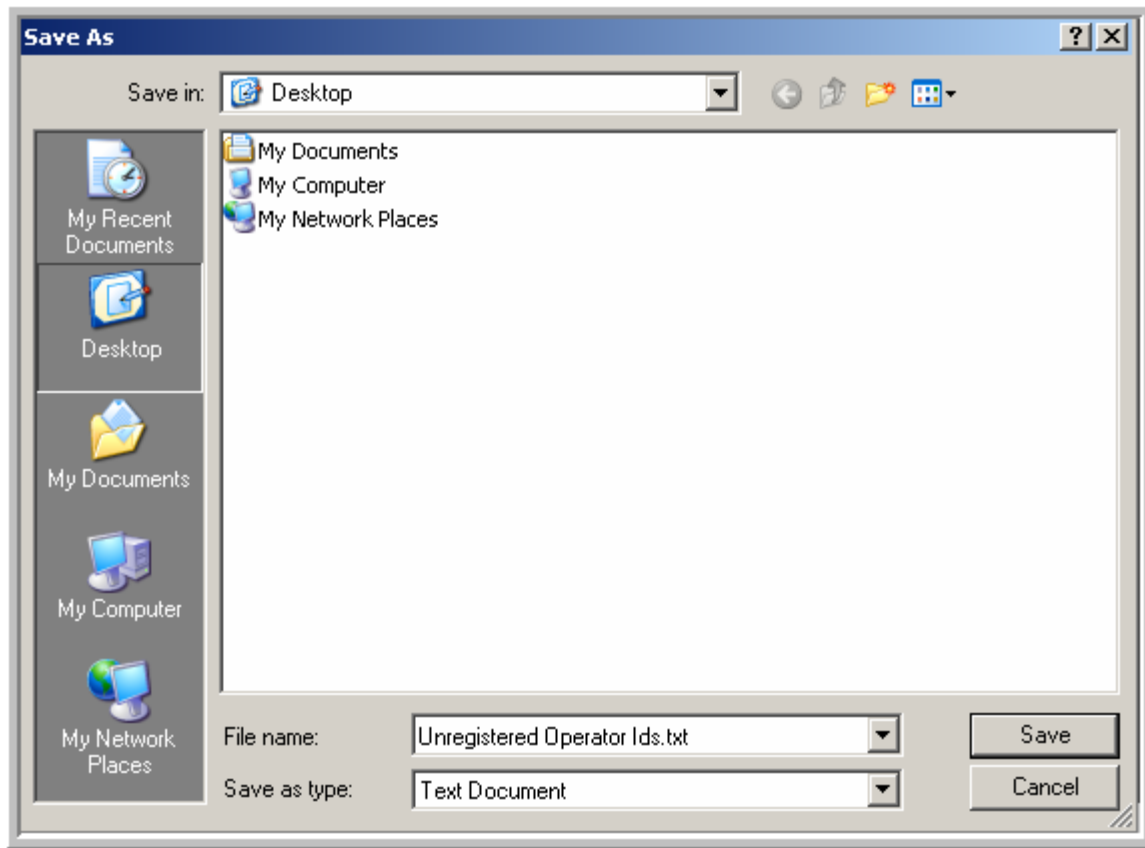 Save As
Save in: Desktop
My Recent
Documents
Desktop
My Documents
My Computer
My Network
Places
My Documents
My Computer
My Network Places
File name: Unregistered Operator Ids.txt Save
Save as type: Text Document Cancel